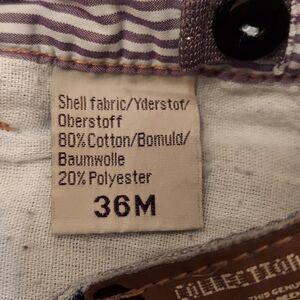 Shell fabric/Yderstof/
Oberstoff
80%Cotton/Bomuld/
Baumwolle
20%Polyester
36M
COLLECTION